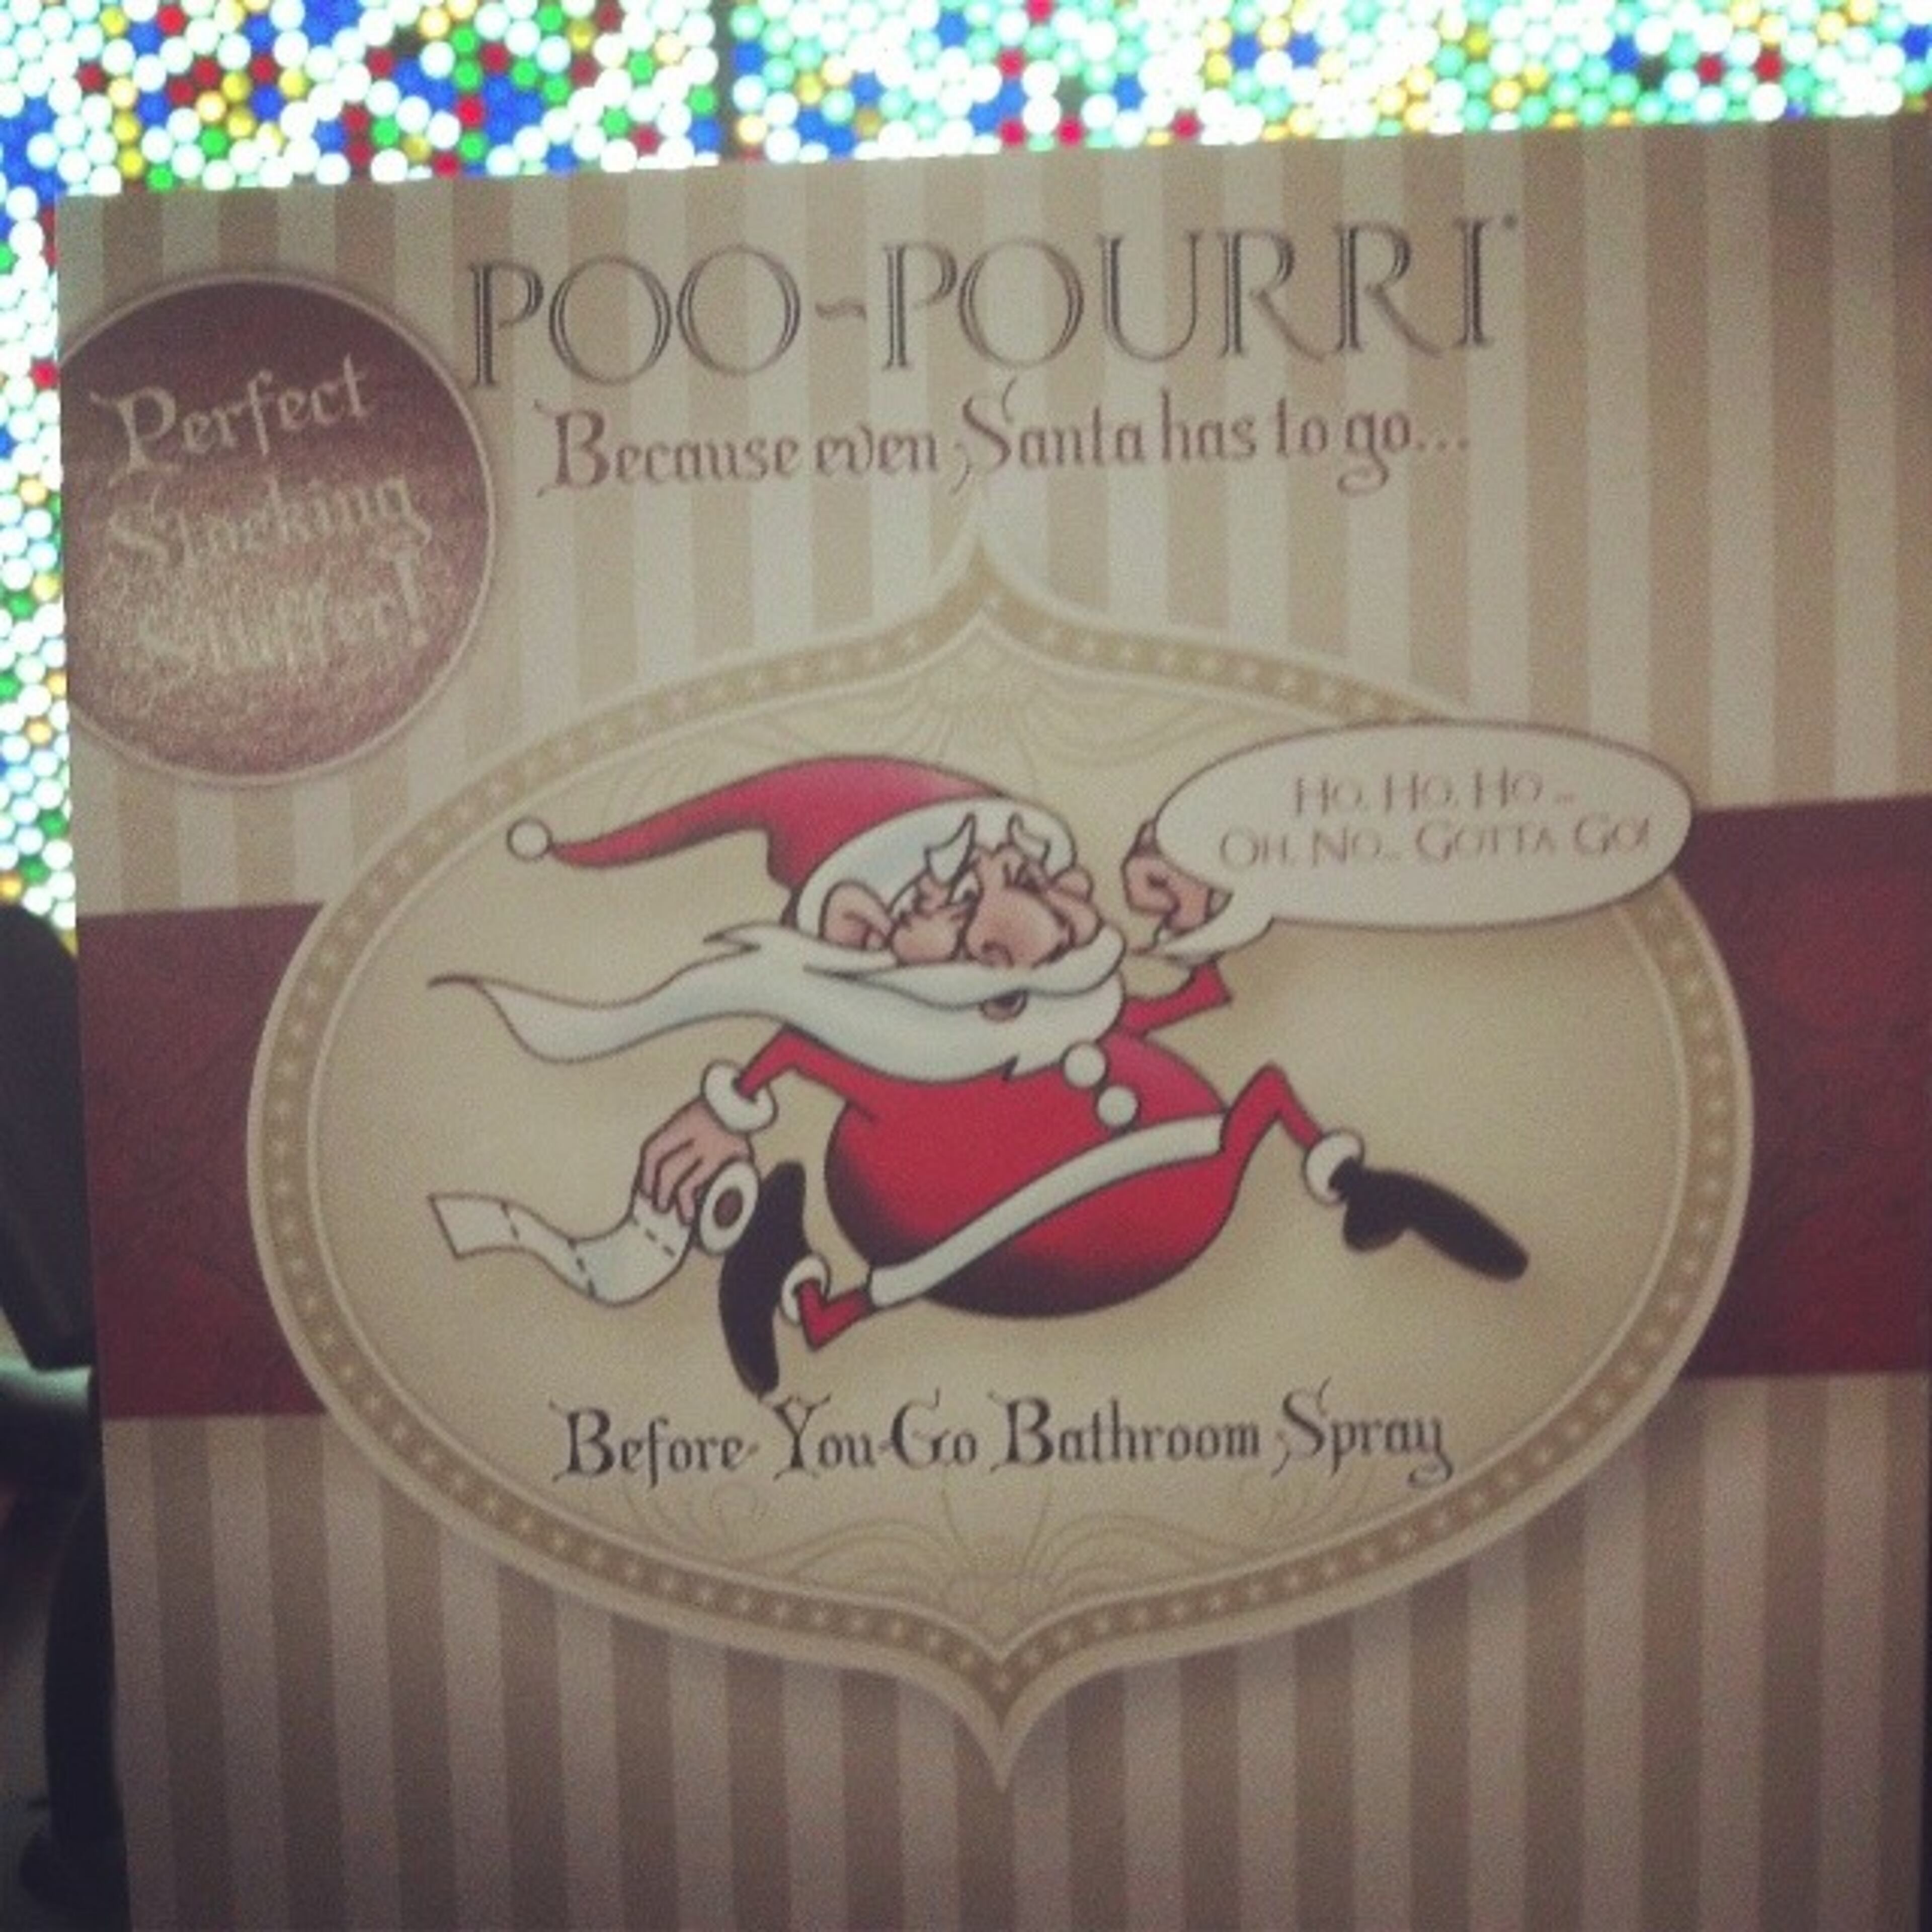 POO~POURRI
Because even Santa has to go...
Perfect
Stocking
Stuffer!
Ho, Ho, Ho...
Oh, No... Gotta Go!
Before-You-Go Bathroom Spray